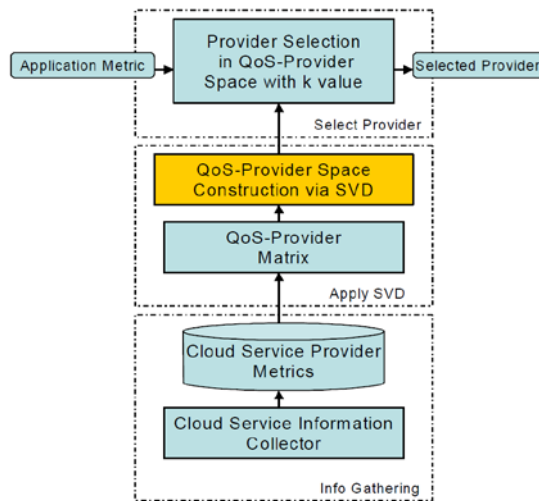 Provider Selection
in QoS-Provider
Space with k value
Application Metric
Selected Provider
Select Provider
QoS-Provider Space
Construction via SVD
QoS-Provider
Matrix
Apply SVD
Cloud Service Provider
Metrics
Cloud Service Information
Collector
Info Gathering